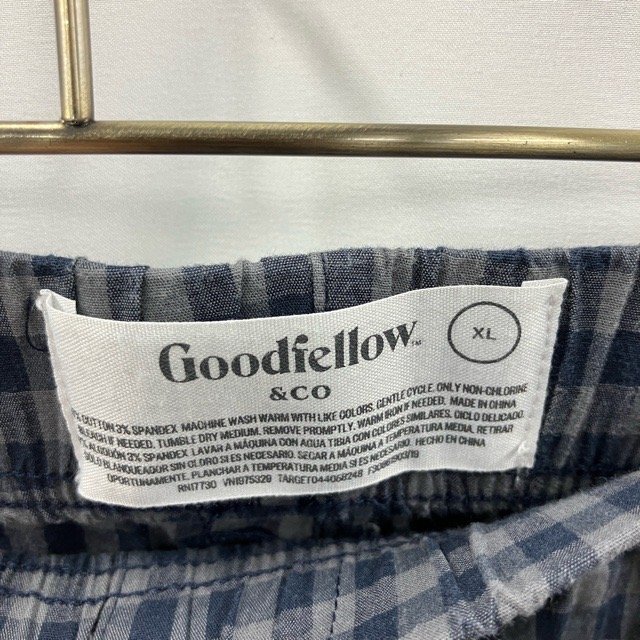 Goodfellow™
& CO
XL
COTTON 3% SPANDEX. MACHINE WASH WARM WITH LIKE COLORS. GENTLE CYCLE. ONLY NON-CHLORINE
BLEACH IF NEEDED. TUMBLE DRY MEDIUM. REMOVE PROMPTLY. WARM IRON IF NEEDED. MADE IN CHINA
ALGODÓN 3% SPANDEX LAVAR A MÁQUINA CON AGUA TIBIA CON COLORES SIMILARES. CICLO DELICADO.
SÓLO BLANQUEADOR SIN CLORO SI ES NECESARIO. SECAR A MÁQUINA A TEMPERATURA MEDIA. RETIRAR
OPORTUNAMENTE. PLANCHAR A TEMPERATURA MEDIA SI ES NECESARIO. HECHO EN CHINA
RN17730 VN1975329 TARGET044068248